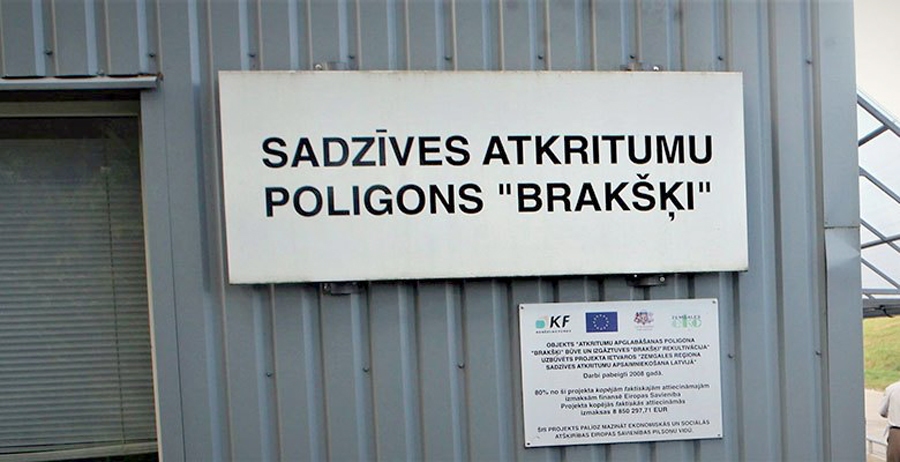 SADZĪVES ATKRITUMU
POLIGONS "BRAKŠĶI"
KF
ZEMGALES
EKO
OBJEKTS "ATKRITUMU APGLABĀŠANAS POLIGONA
"BRAKŠĶI" BŪVE UN IZGĀZTUVES "BRAKŠĶI" REKULTIVĀCIJA"
UZBŪVĒTS PROJEKTA IETVAROS "ZEMGALES REĢIONA
SADZĪVES ATKRITUMU APSAIMNIEKOŠANA LATVIJĀ"
Darbi pabeigti 2008 gadā.
80% no šī projekta kopējām faktiskajām attiecināmajām
izmaksām finansē Eiropas Savienība
Projekta kopējās faktiskās attiecināmās
izmaksas 8 850 297,71 EUR
ŠIS PROJEKTS PALĪDZ MAZINĀT EKONOMISKĀS UN SOCIĀLĀS
ATŠĶIRĪBAS EIROPAS SAVIENĪBAS PILSOŅU VIDŪ.